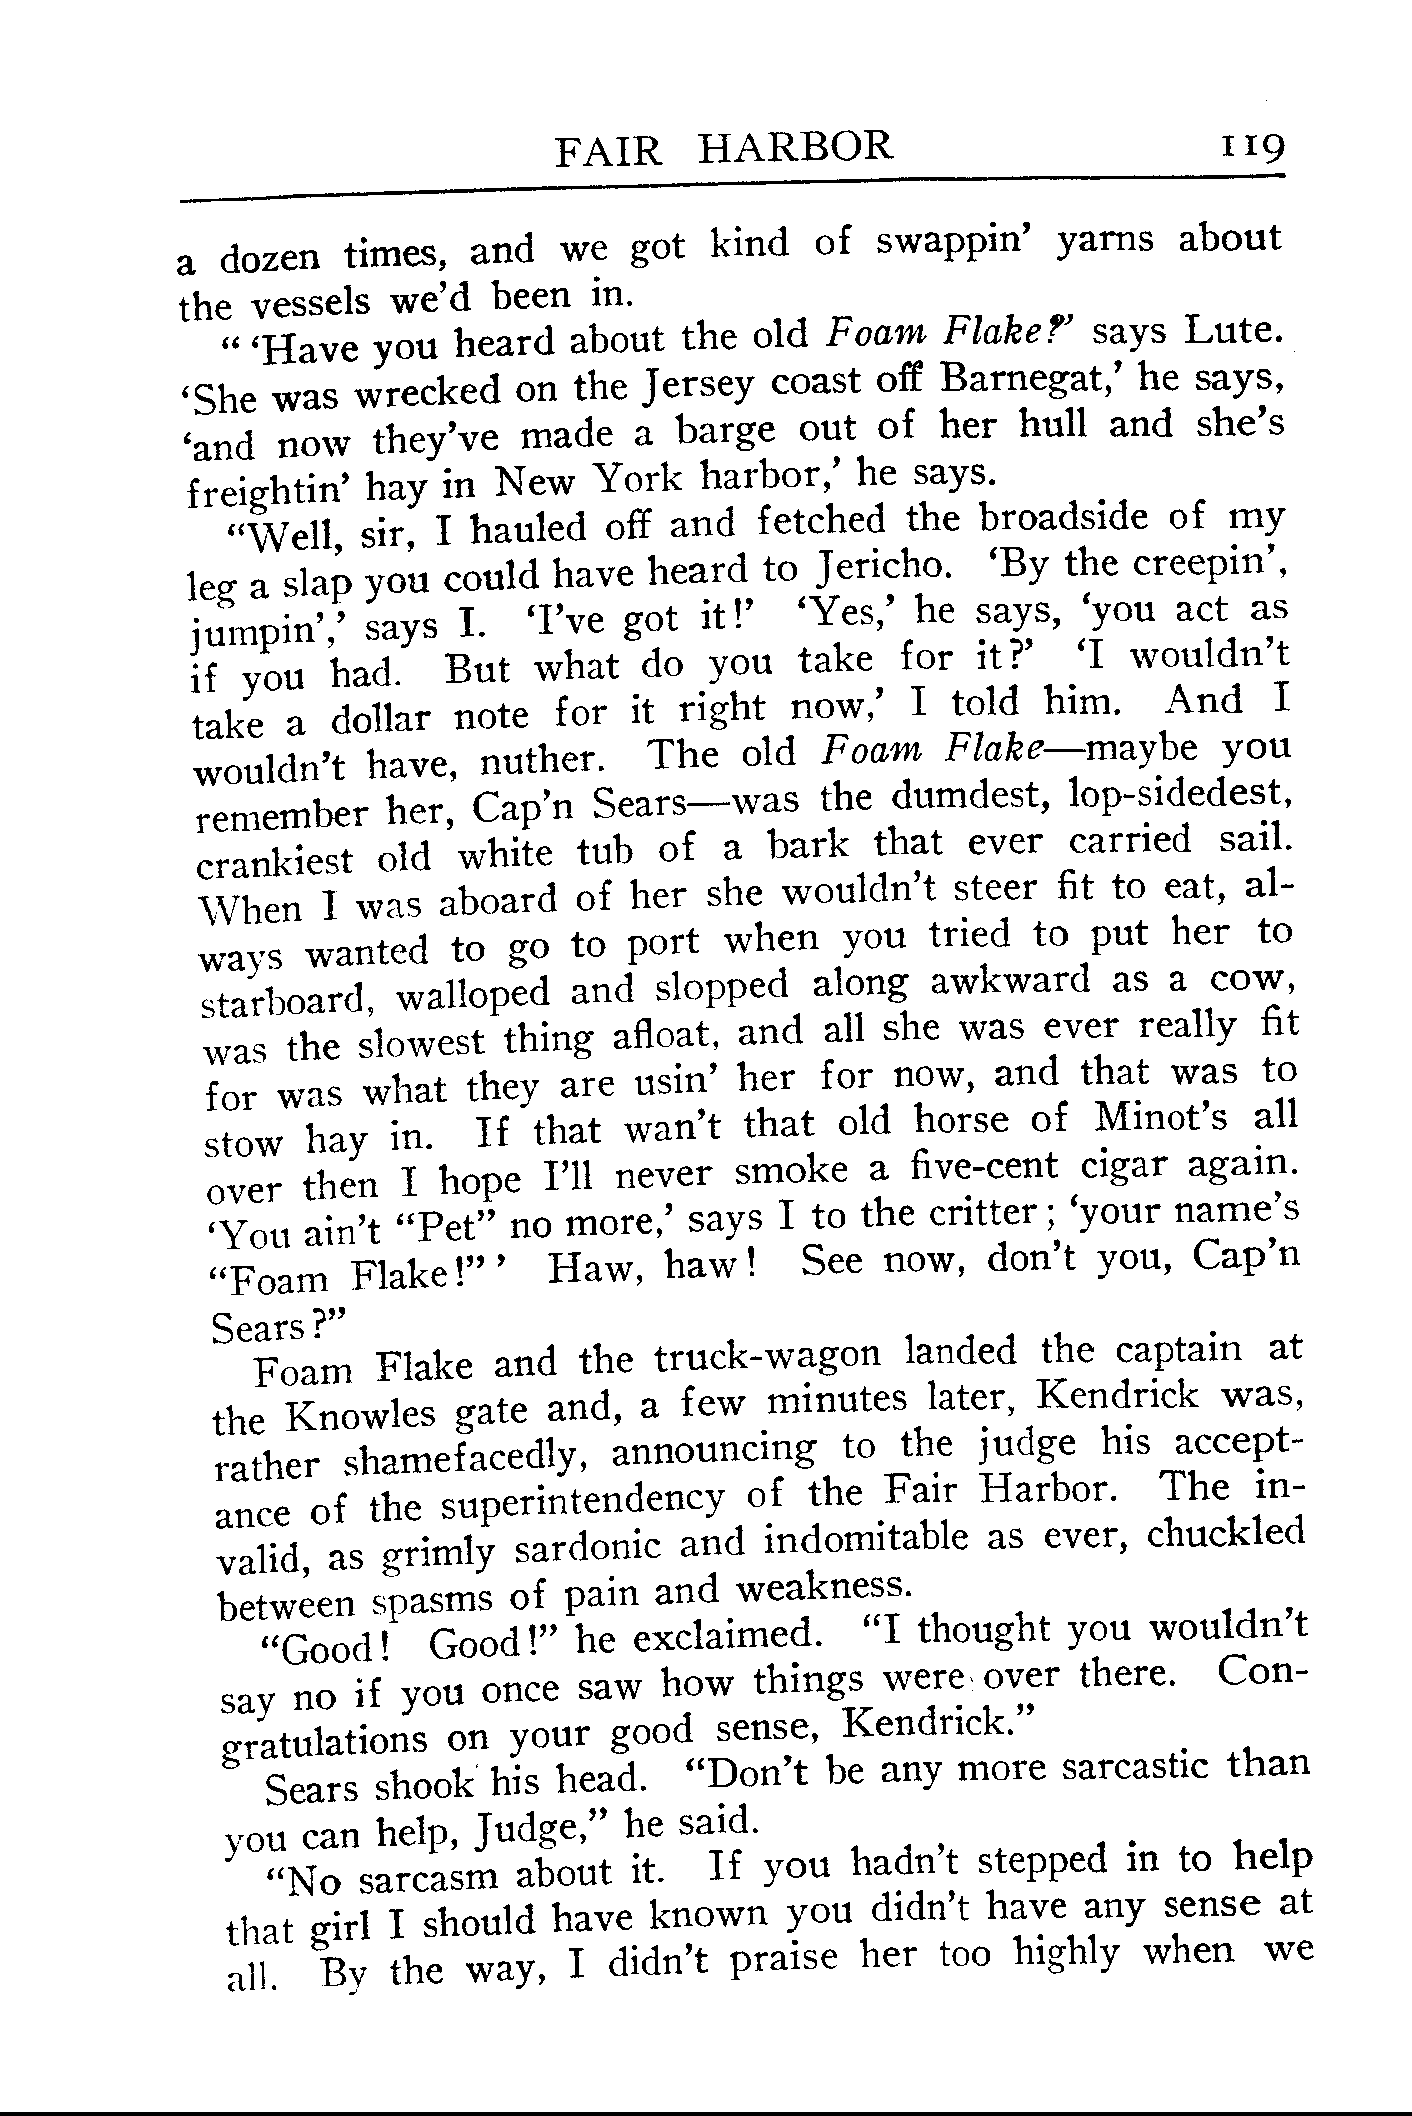 FAIR HARBOR 119
a dozen times, and we got kind of swappin’ yarns about
the vessels we’d been in.
“ ‘Have you heard about the old Foam Flake?’ says Lute.
‘She was wrecked on the Jersey coast off Barnegat,’ he says,
‘and now they’ve made a barge out of her hull and she’s
freightin’ hay in New York harbor,’ he says.
“Well, sir, I hauled off and fetched the broadside of my
leg a slap you could have heard to Jericho. ‘By the creepin’,
jumpin’,’ says I. ‘I’ve got it!’ ‘Yes,’ he says, ‘you act as
if you had. But what do you take for it?’ ‘I wouldn’t
take a dollar note for it right now,’ I told him. And I
wouldn’t have, nuther. The old Foam Flake—maybe you
remember her, Cap’n Sears—was the dumdest, lop-sidedest,
crankiest old white tub of a bark that ever carried sail.
When I was aboard of her she wouldn’t steer fit to eat, al-
ways wanted to go to port when you tried to put her to
starboard, walloped and slopped along awkward as a cow,
was the slowest thing afloat, and all she was ever really fit
for was what they are usin’ her for now, and that was to
stow hay in. If that wan’t that old horse of Minot’s all
over then I hope I’ll never smoke a five-cent cigar again.
‘You ain’t “Pet” no more,’ says I to the critter; ‘your name’s
“Foam Flake!” ’ Haw, haw! See now, don’t you, Cap’n
Sears?”
Foam Flake and the truck-wagon landed the captain at
the Knowles gate and, a few minutes later, Kendrick was,
rather shamefacedly, announcing to the judge his accept-
ance of the superintendency of the Fair Harbor. The in-
valid, as grimly sardonic and indomitable as ever, chuckled
between spasms of pain and weakness.
“Good! Good!” he exclaimed. “I thought you wouldn’t
say no if you once saw how things were over there. Con-
gratulations on your good sense, Kendrick.”
Sears shook his head. “Don’t be any more sarcastic than
you can help, Judge,” he said.
“No sarcasm about it. If you hadn’t stepped in to help
that girl I should have known you didn’t have any sense at
all. By the way, I didn’t praise her too highly when we